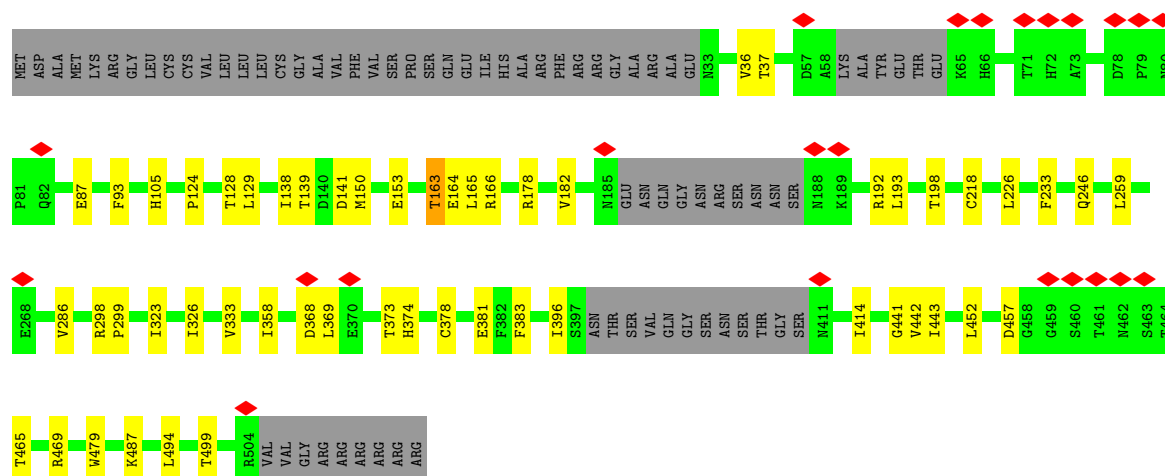 MET ASP ALA MET LYS ARG GLY LEU CYS CYS VAL LEU LEU LEU CYS GLY ALA VAL PHE VAL SER PRO SER GLN GLU ILE HIS ALA ARG PHE ARG ARG GLY ALA ARG ALA GLU N33 V36 T37 D57 A58 LYS ALA TYR GLU THR GLU K65 H66 T71 H72 A73 D78 P79 N80
P81 Q82 E87 F93 H105 P124 T128 L129 I138 T139 D140 D141 M150 E153 T163 E164 L165 R166 R178 V182 N185 GLU ASN GLN GLY ASN ARG SER ASN ASN SER N188 K189 R192 L193 T198 C218 L226 F233 Q246 L259
E268 V286 R298 P299 I323 I326 V333 I358 D368 L369 E370 T373 H374 C378 E381 F382 F383 I396 S397 ASN THR SER VAL GLN GLY SER ASN SER THR GLY SER N411 I414 G441 V442 I443 L452 D457 G458 G459 S460 T461 N462 S463 T464
T465 R469 W479 K487 L494 T499 R504 VAL VAL GLY ARG ARG ARG ARG ARG ARG